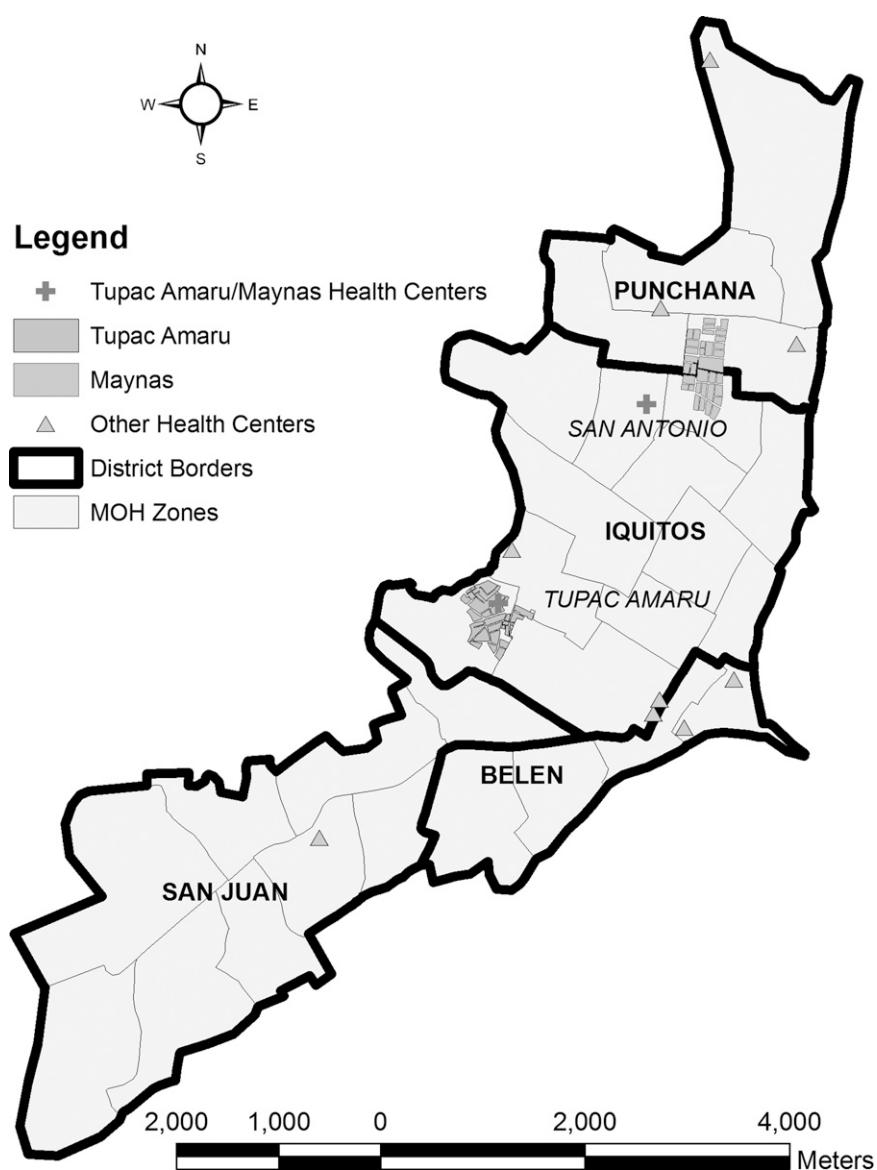 N
W E
S
Legend
Tupac Amaru/Maynas Health Centers
Tupac Amaru
Maynas
Other Health Centers
District Borders
MOH Zones
PUNCHANA
SAN ANTONIO
IQUITOS
TUPAC AMARU
BELEN
SAN JUAN
2,000 1,000 0 2,000 4,000
Meters